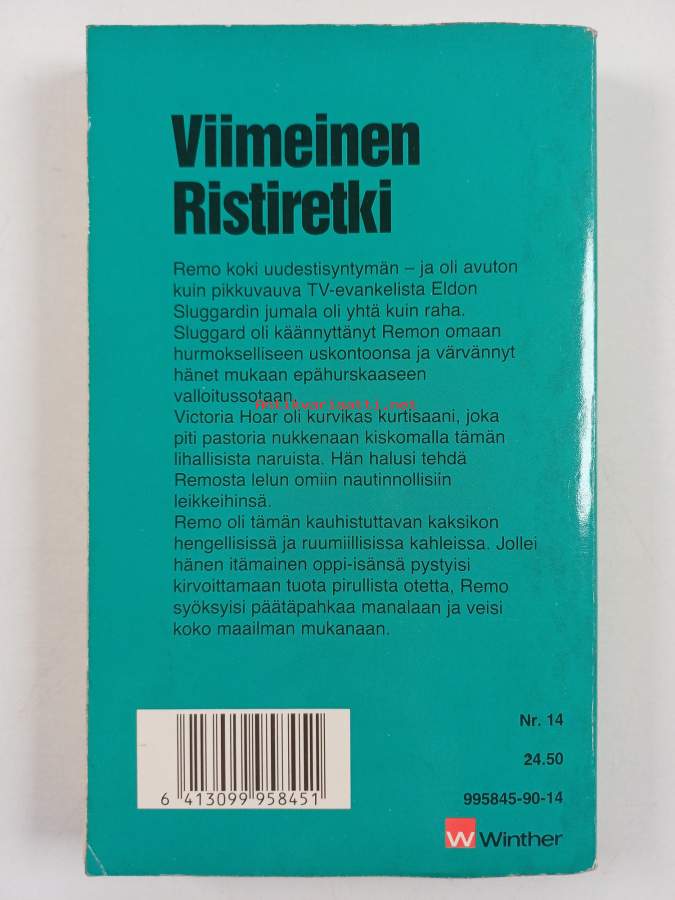 Viimeinen
Ristiretki
Remo koki uudestisyntymän – ja oli avuton
kuin pikkuvauva TV-evankelista Eldon
Sluggardin jumala oli yhtä kuin raha.
Sluggard oli käännyttänyt Remon omaan
hurmokselliseen uskontoonsa ja värvännyt
hänet mukaan epähurskaaseen
valloitussotaan.
Antikvariaatti.net
Victoria Hoar oli kurvikas kurtisaani, joka
piti pastoria nukkenaan kiskomalla tämän
lihallisista naruista. Hän halusi tehdä
Remosta lelun omiin nautinnollisiin
leikkeihinsä.
Remo oli tämän kauhistuttavan kaksikon
hengellisissä ja ruumiillisissa kahleissa. Jollei
hänen itämainen oppi-isänsä pystyisi
kirvoittamaan tuota pirullista otetta, Remo
syöksyisi päätäpahkaa manalaan ja veisi
koko maailman mukanaan.
Nr. 14
24.50
995845-90-14
6 413099 958451
W Winther